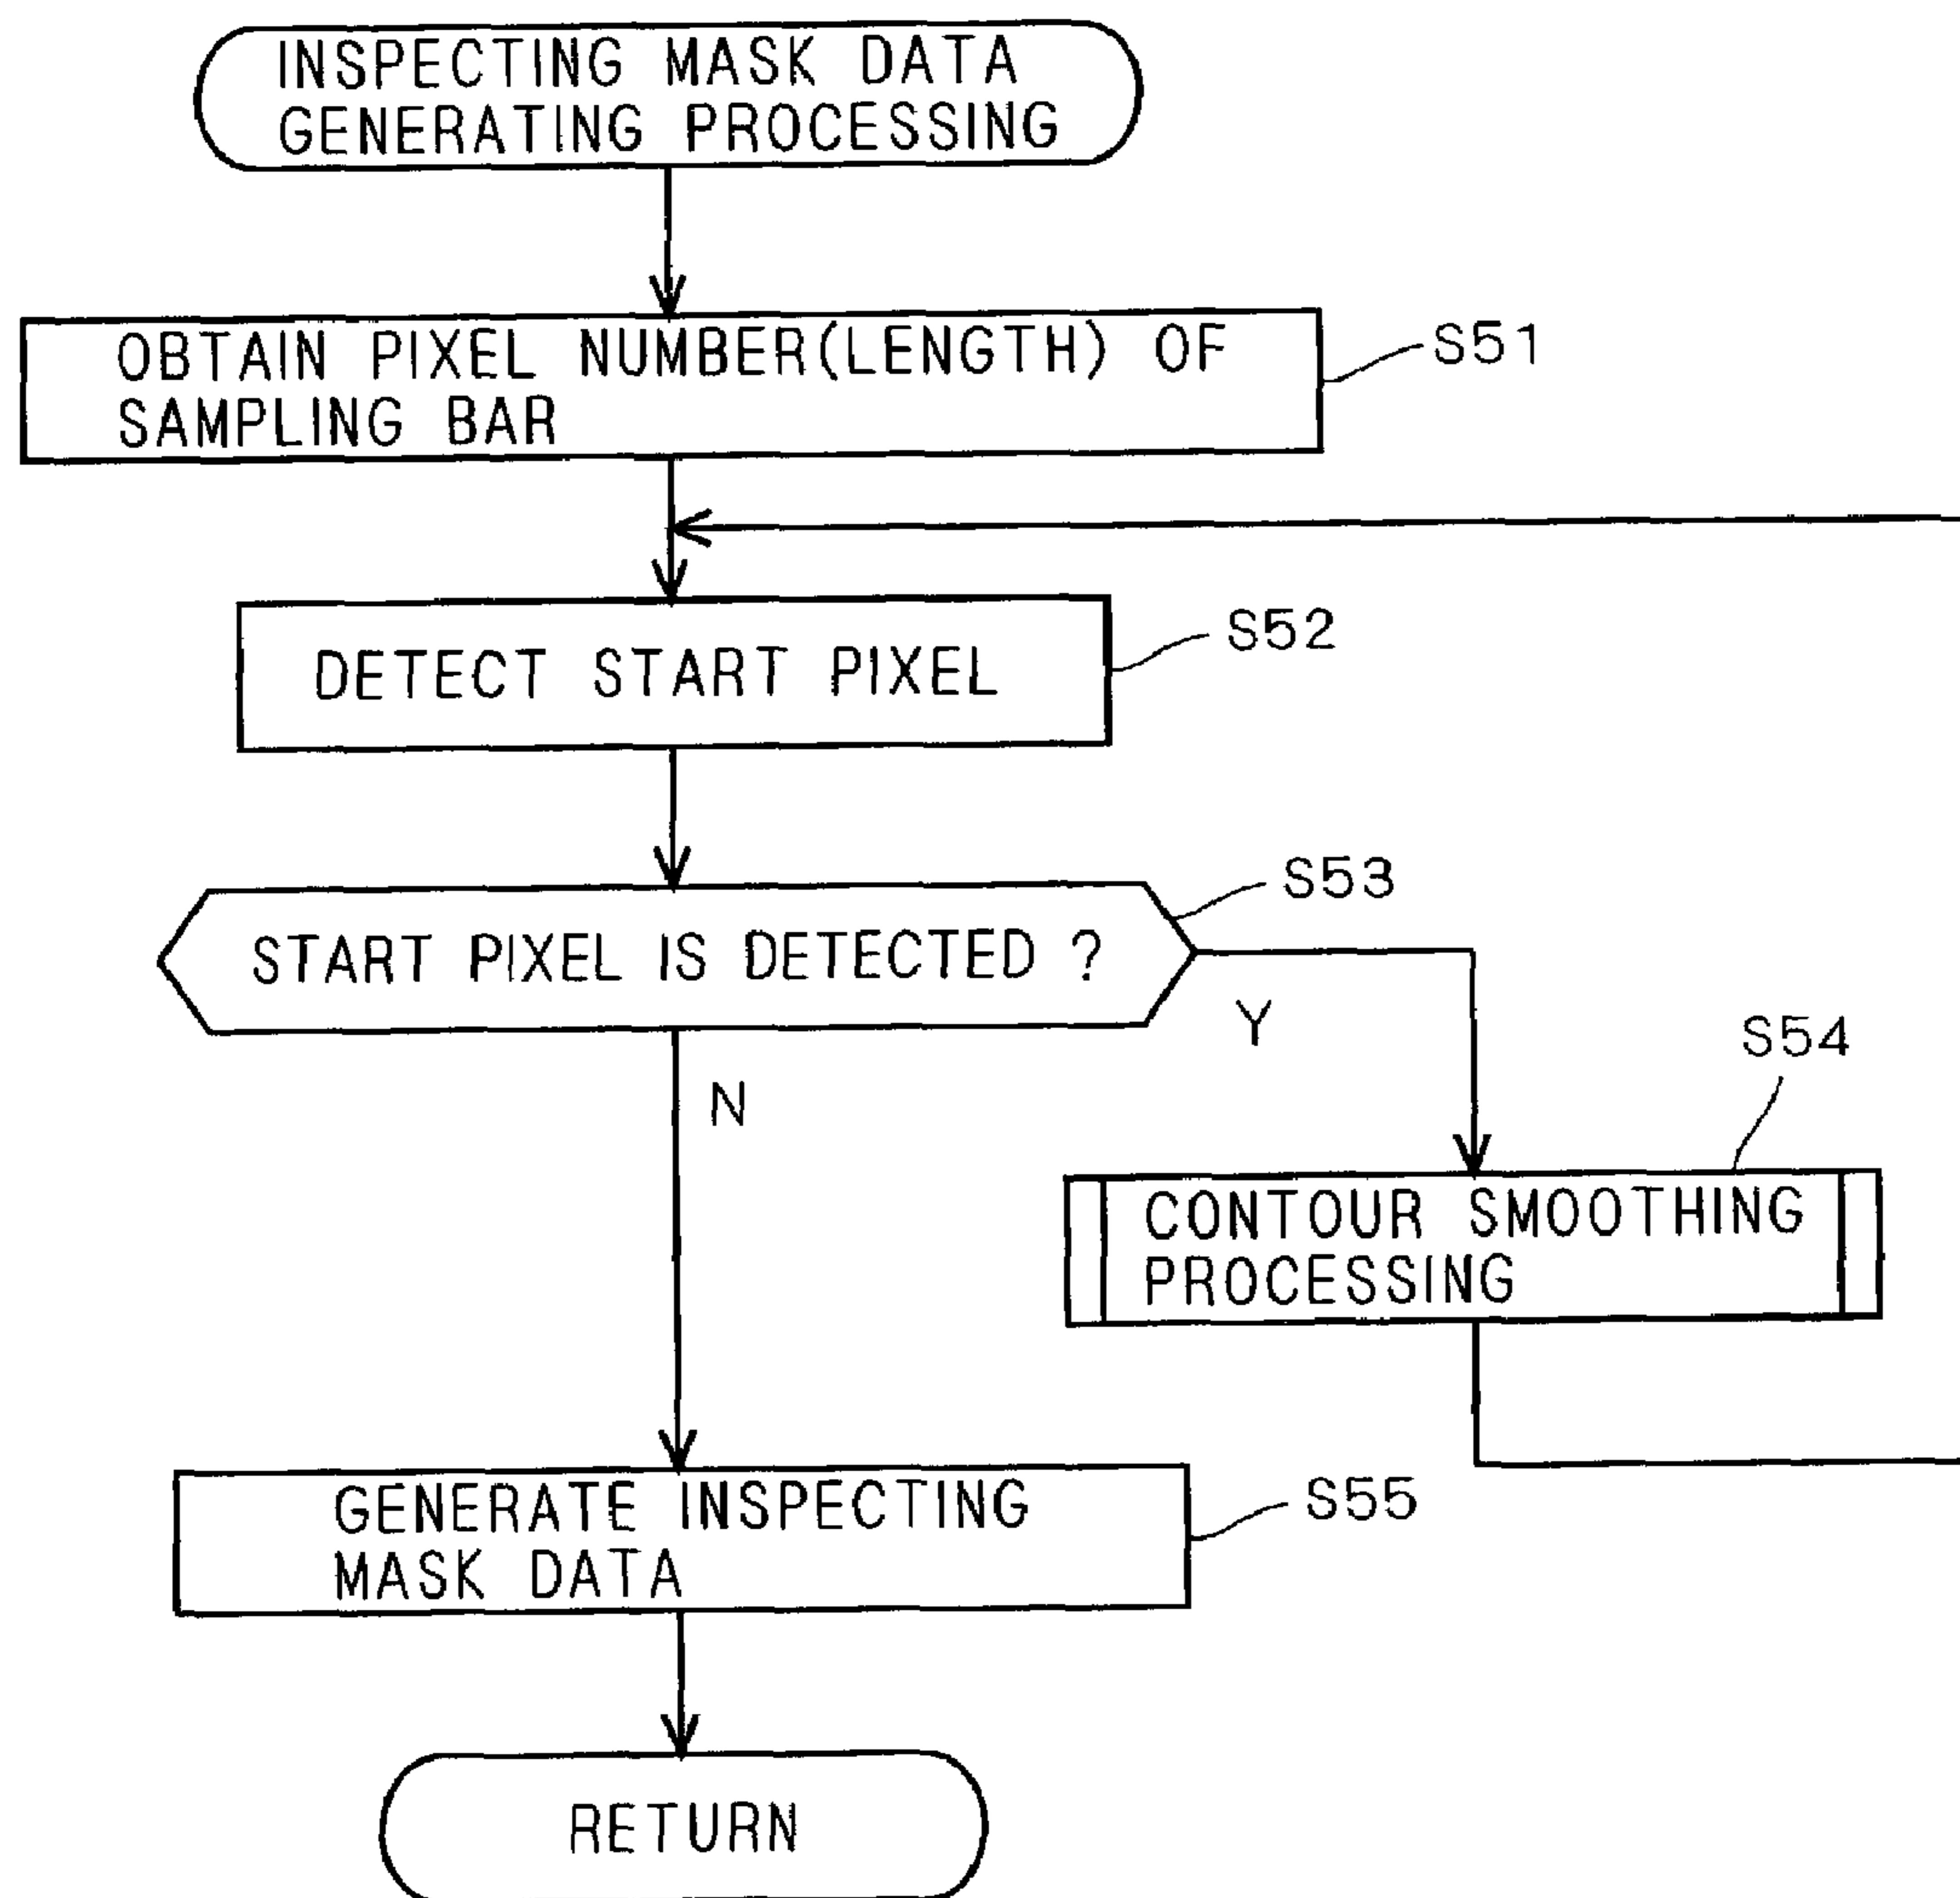 INSPECTING MASK DATA
GENERATING PROCESSING
OBTAIN PIXEL NUMBER(LENGTH) OF
SAMPLING BAR
S51
DETECT START PIXEL
S52
START PIXEL IS DETECTED ?
S53
Y
N
S54
CONTOUR SMOOTHING
PROCESSING
GENERATE INSPECTING
MASK DATA
S55
RETURN